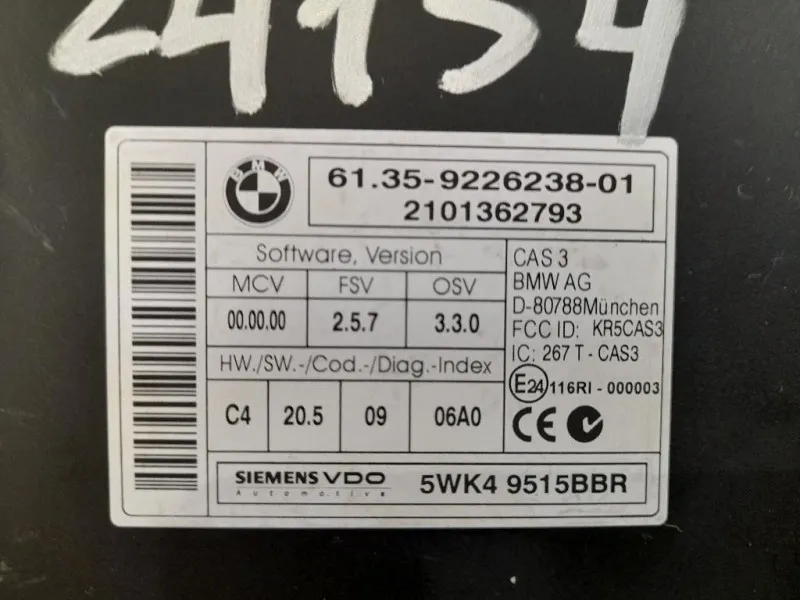 24154
BMW
61.35-9226238-01
2101362793
Software, Version
MCV FSV OSV
00.00.00 2.5.7 3.3.0
HW./SW.-/Cod.-/Diag.-Index
C4 20.5 09 06A0
CAS 3
BMW AG
D-80788München
FCC ID: KR5CAS3
IC: 267 T - CAS3
E24 116RI - 000003
CE
SIEMENS VDO
Automotive
5WK4 9515BBR